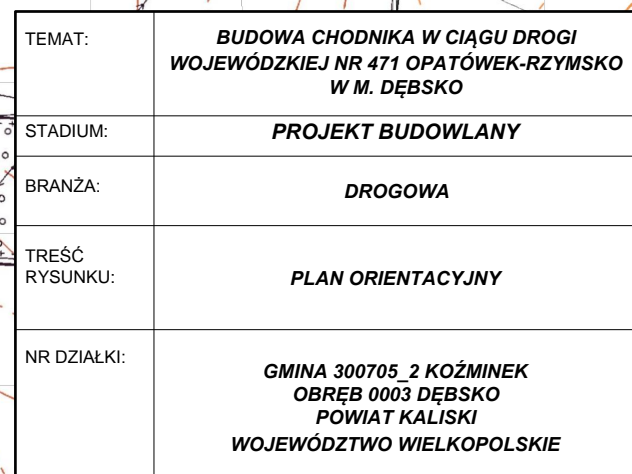 TEMAT:
BUDOWA CHODNIKA W CIĄGU DROGI
WOJEWÓDZKIEJ NR 471 OPATÓWEK-RZYMSKO
W M. DĘBSKO
STADIUM:
PROJEKT BUDOWLANY
BRANŻA:
DROGOWA
TREŚĆ
RYSUNKU:
PLAN ORIENTACYJNY
NR DZIAŁKI:
GMINA 300705_2 KOŹMINEK
OBRĘB 0003 DĘBSKO
POWIAT KALISKI
WOJEWÓDZTWO WIELKOPOLSKIE